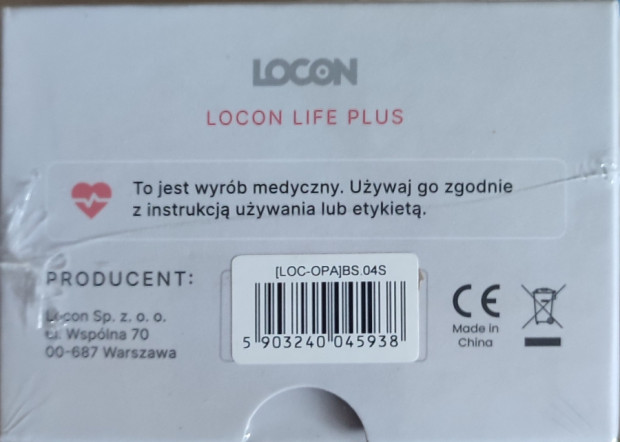 LOCON
LOCON LIFE PLUS
To jest wyrób medyczny. Używaj go zgodnie
z instrukcją używania lub etykietą.
PRODUCENT:
Locon Sp. z. o. o.
ul. Wspólna 70
00-687 Warszawa
[LOC-OPA]BS.04S
5 903240 045938
CE
Made in
China